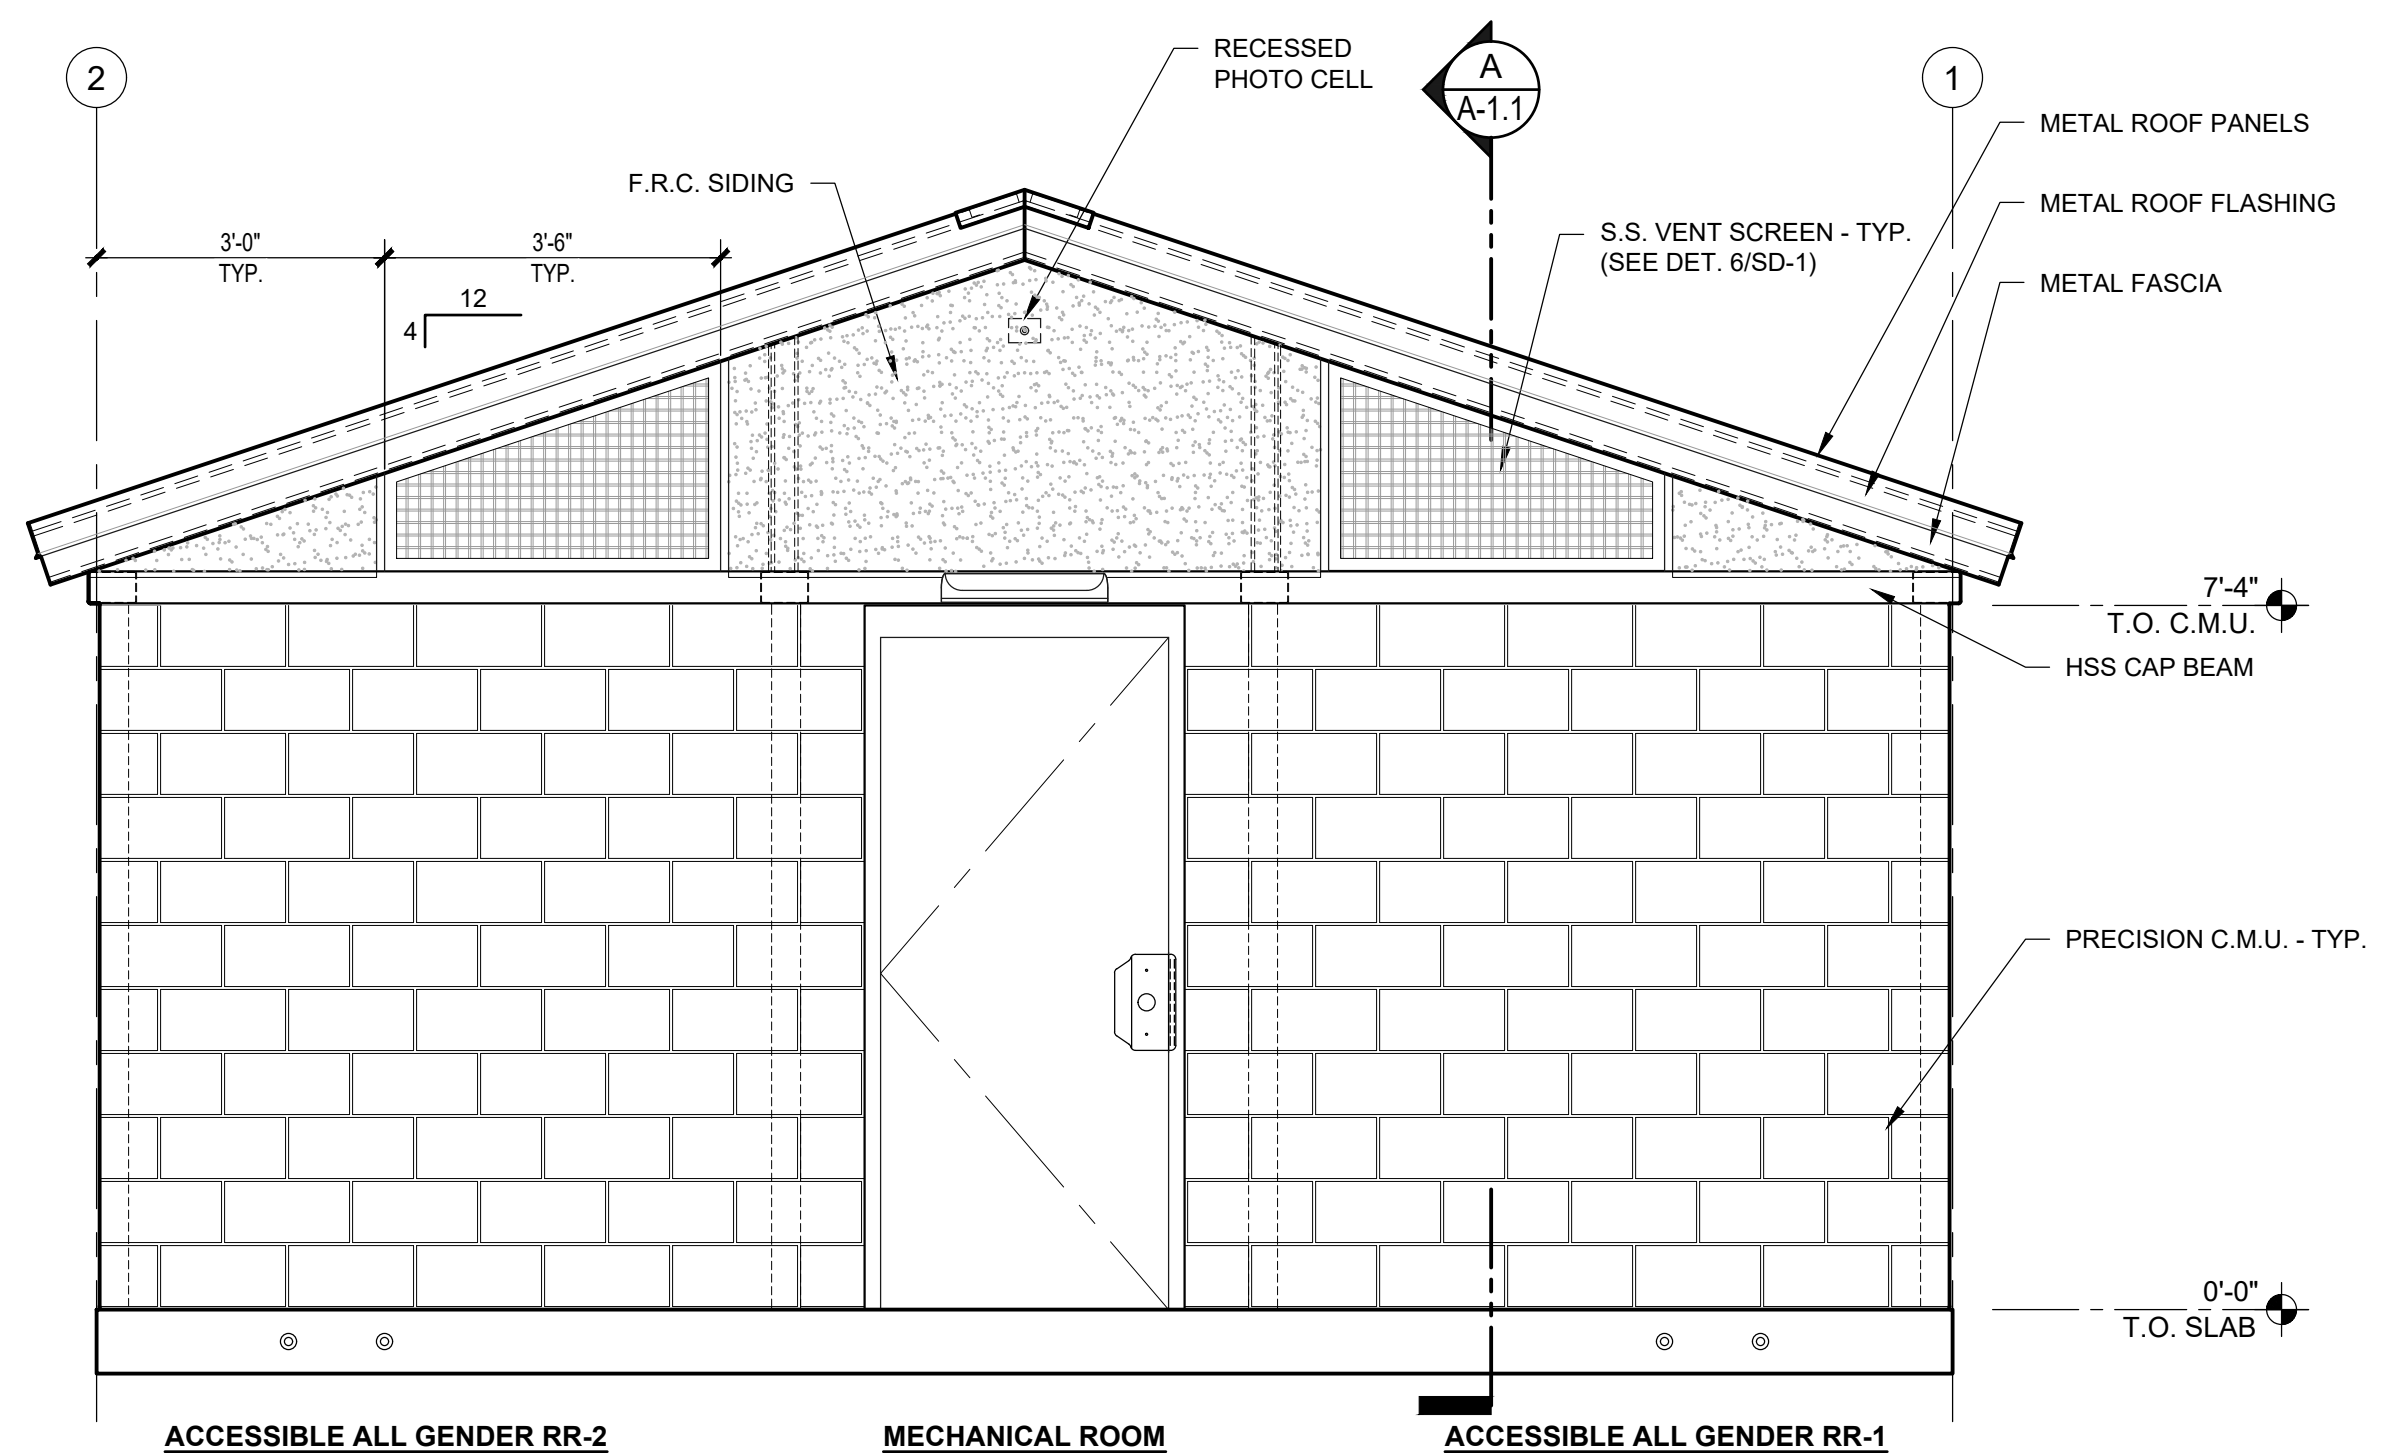 2
RECESSED
PHOTO CELL
A
A-1.1
1
METAL ROOF PANELS
F.R.C. SIDING
METAL ROOF FLASHING
3'-0"
TYP.
3'-6"
TYP.
S.S. VENT SCREEN - TYP.
(SEE DET. 6/SD-1)
METAL FASCIA
12
4
7'-4"
T.O. C.M.U.
HSS CAP BEAM
PRECISION C.M.U. - TYP.
0'-0"
T.O. SLAB
ACCESSIBLE ALL GENDER RR-2
MECHANICAL ROOM
ACCESSIBLE ALL GENDER RR-1